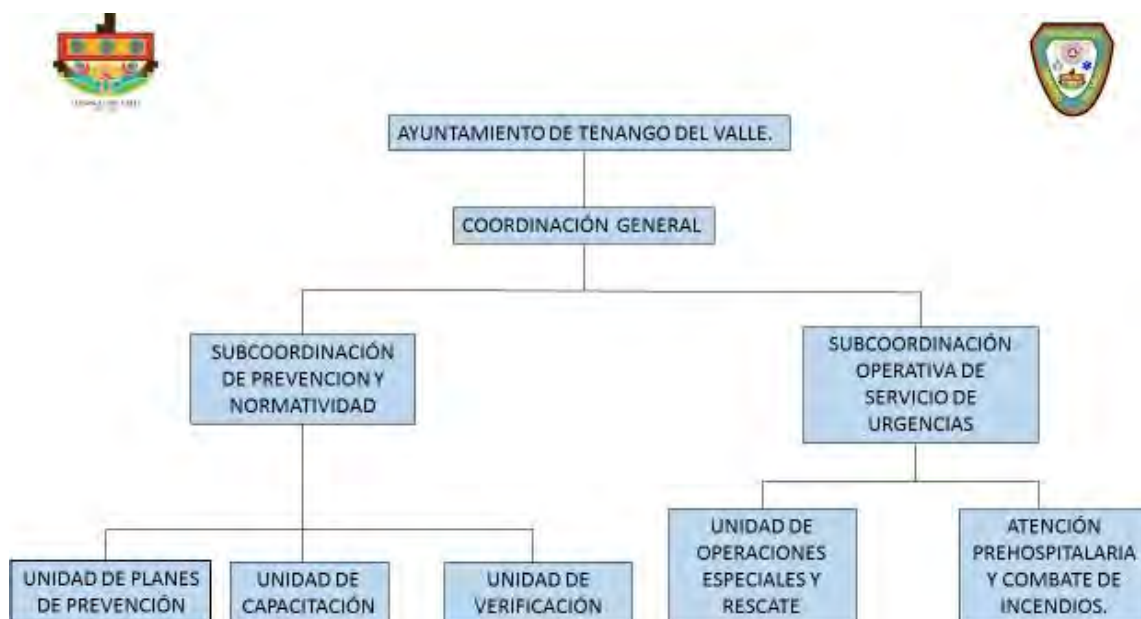 AYUNTAMIENTO DE TENANGO DEL VALLE.
COORDINACIÓN GENERAL
SUBCOORDINACIÓN
DE PREVENCION Y
NORMATIVIDAD
SUBCOORDINACIÓN
OPERATIVA DE
SERVICIO DE
URGENCIAS
UNIDAD DE PLANES
DE PREVENCIÓN
UNIDAD DE
CAPACITACIÓN
UNIDAD DE
VERIFICACIÓN
UNIDAD DE
OPERACIONES
ESPECIALES Y
RESCATE
ATENCIÓN
PREHOSPITALARIA
Y COMBATE DE
INCENDIOS.